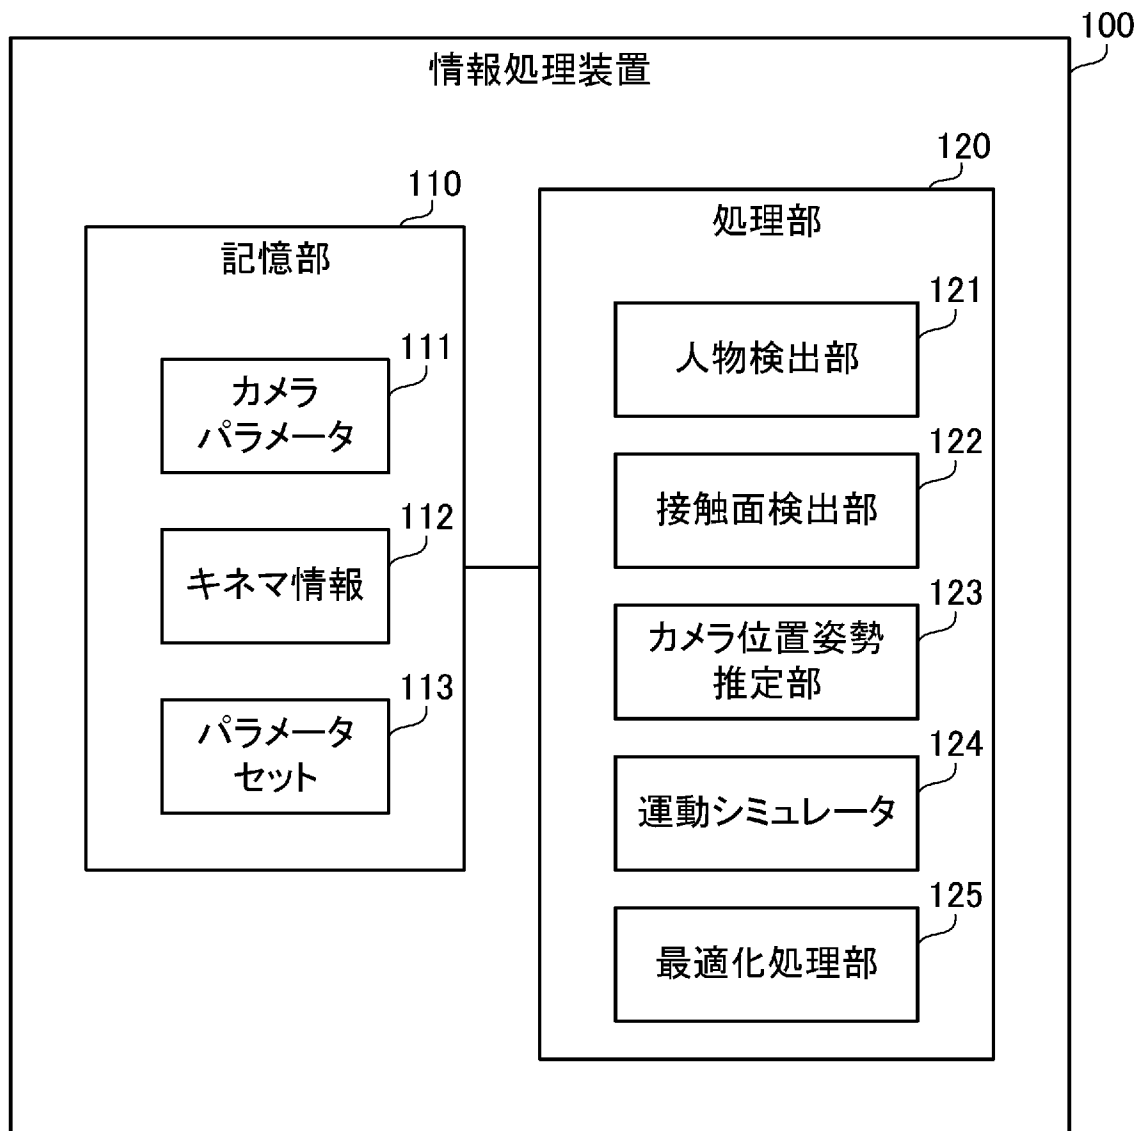 100
情報処理装置
110
記憶部
111
カメラ
パラメータ
112
キネマ情報
113
パラメータ
セット
120
処理部
121
人物検出部
122
接触面検出部
123
カメラ位置姿勢
推定部
124
運動シミュレータ
125
最適化処理部